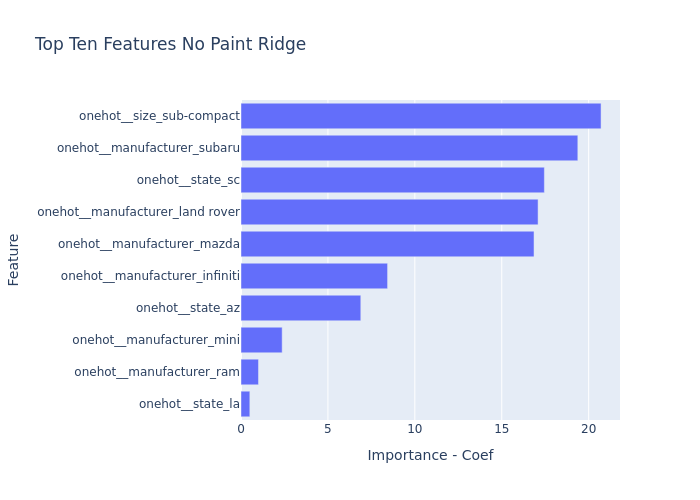 Top Ten Features No Paint Ridge
Feature
onehot__size_sub-compact
onehot__manufacturer_subaru
onehot__state_sc
onehot__manufacturer_land rover
onehot__manufacturer_mazda
onehot__manufacturer_infiniti
onehot__state_az
onehot__manufacturer_mini
onehot__manufacturer_ram
onehot__state_la
0 5 10 15 20
Importance - Coef